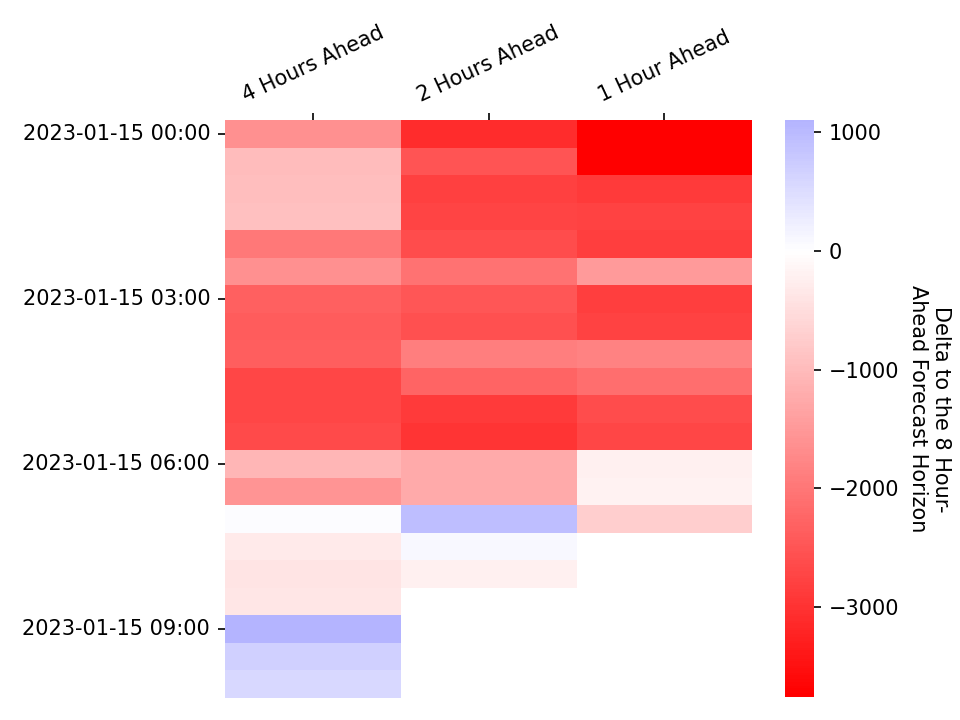 4 Hours Ahead
2 Hours Ahead
1 Hour Ahead
2023-01-15 00:00
2023-01-15 03:00
2023-01-15 06:00
2023-01-15 09:00
1000
0
−1000
−2000
−3000
Delta to the 8 Hour-
Ahead Forecast Horizon